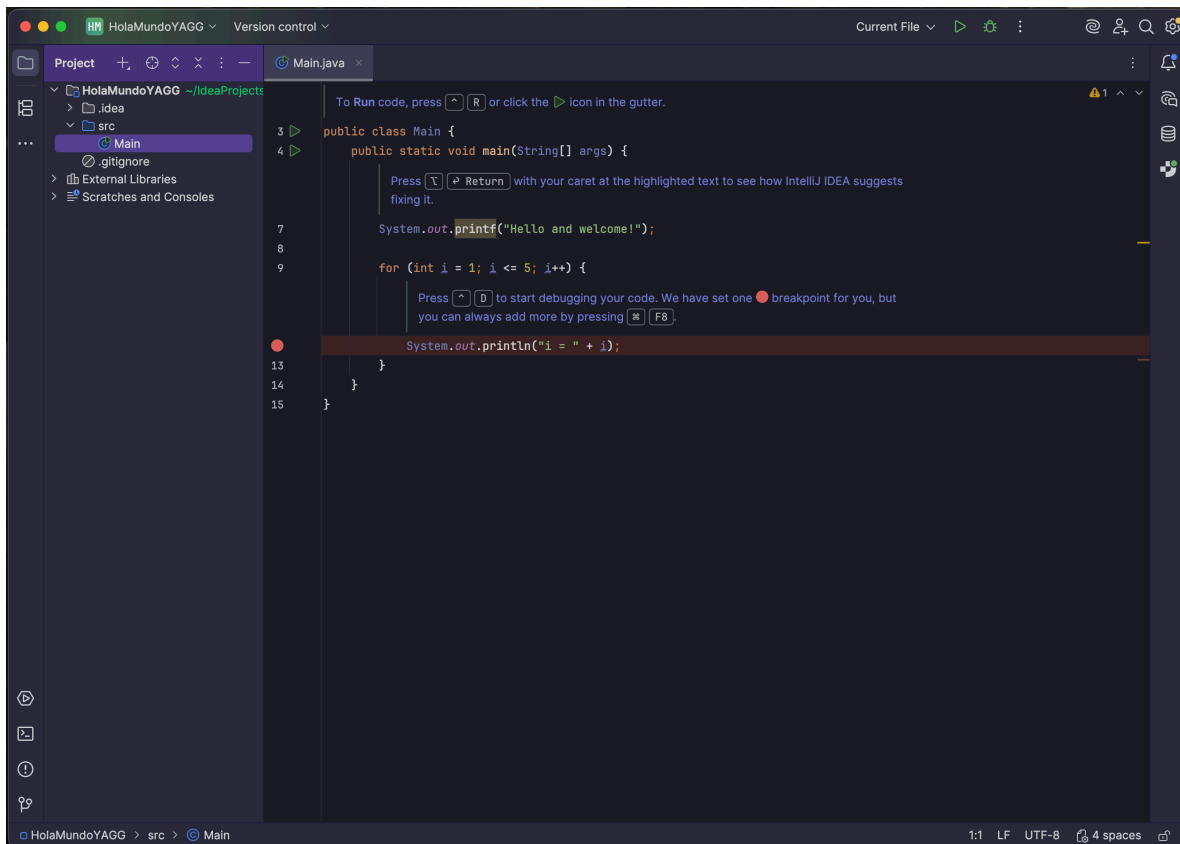 HM HolaMundoYAGG Version control Current File
Project
Main.java
HolaMundoYAGG ~/IdeaProjects
.idea
src
Main
.gitignore
External Libraries
Scratches and Consoles
To Run code, press ^ R or click the icon in the gutter.
1
3 public class Main {
4 public static void main(String[] args) {
Press ⌥ ⏎ Return with your caret at the highlighted text to see how IntelliJ IDEA suggests
fixing it.
7 System.out.printf("Hello and welcome!");
8
9 for (int i = 1; i <= 5; i++) {
Press ^ D to start debugging your code. We have set one breakpoint for you, but
you can always add more by pressing ⌘ F8.
System.out.println("i = " + i);
13 }
14 }
15 }
HolaMundoYAGG > src > Main 1:1 LF UTF-8 4 spaces